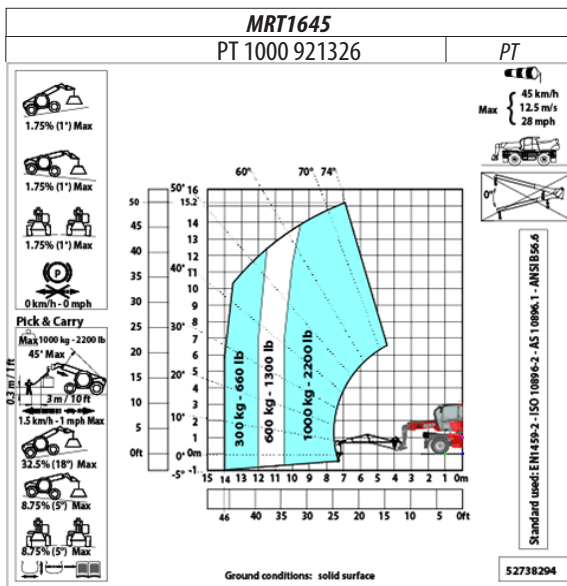 MRT1645
PT 1000 921326
PT
1.75% (1°) Max
1.75% (1°) Max
1.75% (1°) Max
P
0 km/h - 0 mph
Pick & Carry
Max 1000 kg - 2200 lb
45° Max
0.3 m / 1 ft
3 m / 10 ft
1.5 km/h - 1 mph Max
32.5% (18°) Max
8.75% (5°) Max
8.75% (5°) Max
Max
45 km/h
12.5 m/s
28 mph
0°
60°
70°
74°
50°
40°
30°
20°
10°
0°
-5°
50
45
40
35
30
25
20
15
10
5
0ft
16
15.2
14
13
12
11
10
9
8
7
6
5
4
3
2
1
0m
-1
300 kg - 660 lb
600 kg - 1300 lb
1000 kg - 2200 lb
15 14 13 12 11 10 9 8 7 6 5 4 3 2 1 0m
46 40 35 30 25 20 15 10 5 0ft
Standard used: EN1459-2 - ISO 10896-2 - AS 10896.1 - ANSI B56.6
Ground conditions: solid surface
52738294